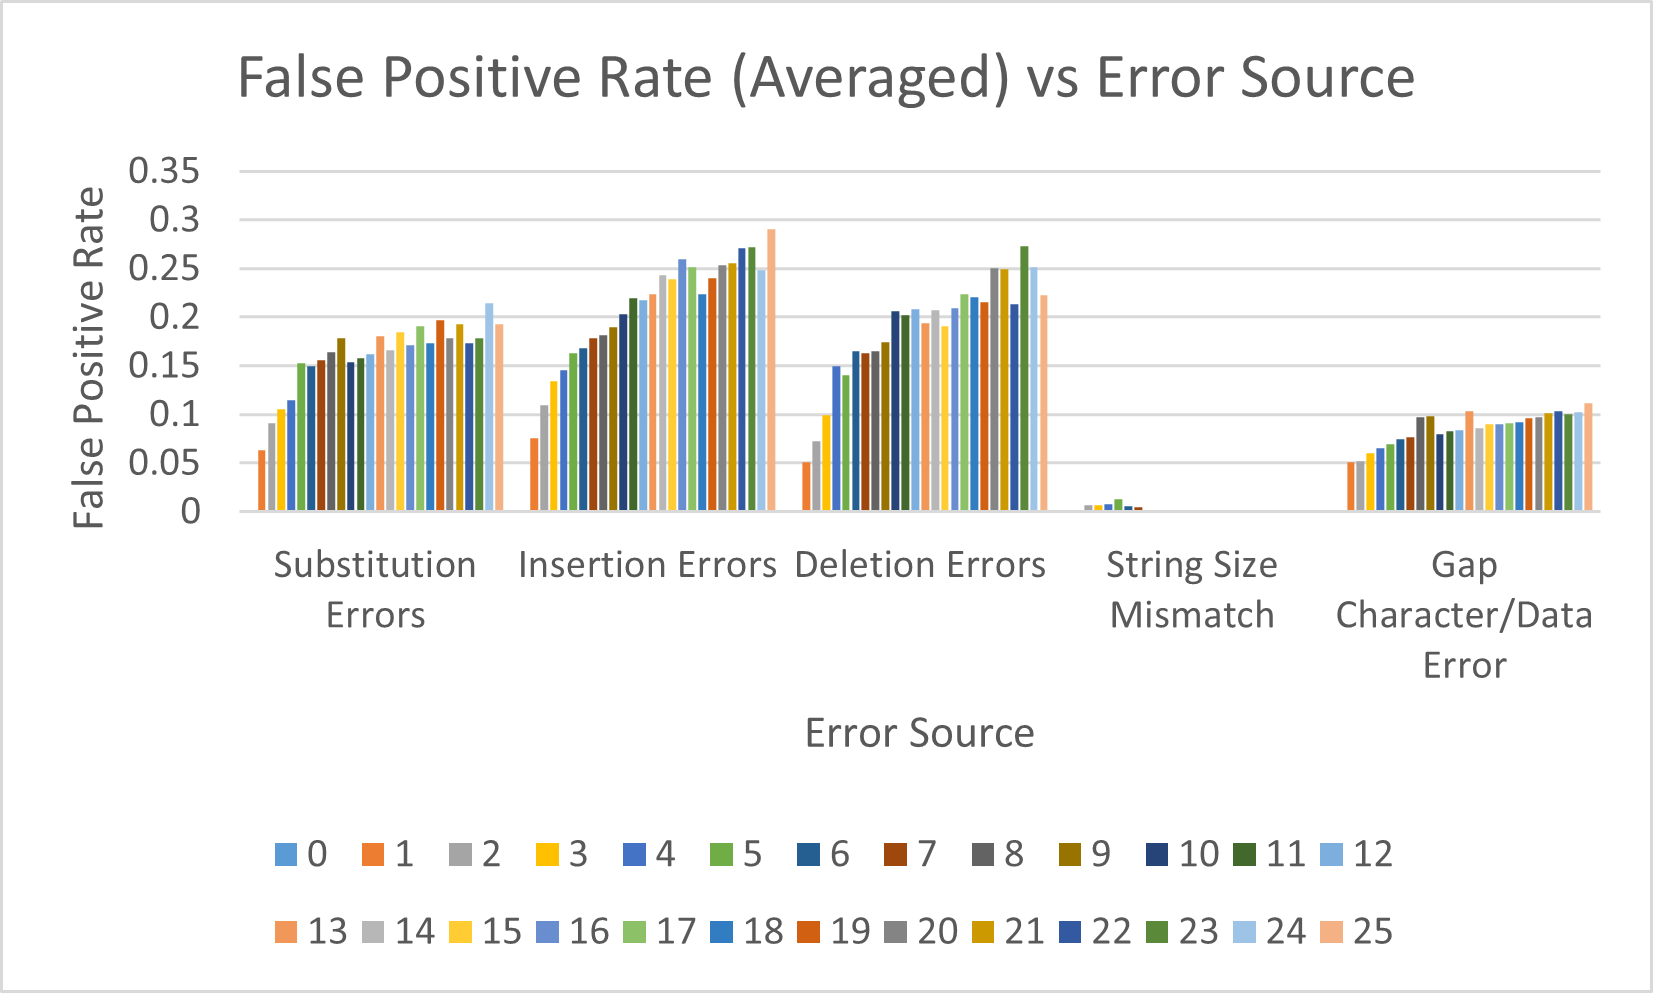 False Positive Rate (Averaged) vs Error Source
False Positive Rate
0.35
0.3
0.25
0.2
0.15
0.1
0.05
0
Substitution
Errors
Insertion Errors
Deletion Errors
String Size
Mismatch
Gap
Character/Data
Error
Error Source
0 1 2 3 4 5 6 7 8 9 10 11 12
13 14 15 16 17 18 19 20 21 22 23 24 25